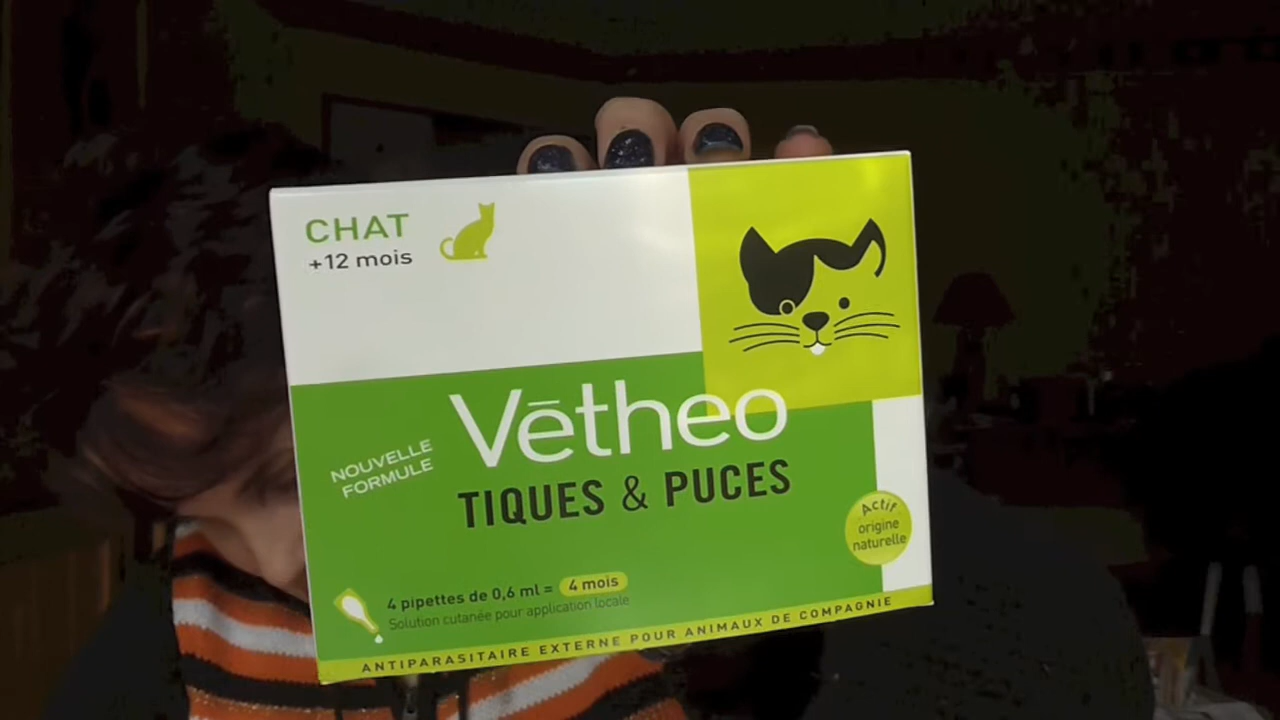 CHAT
+12 mois
Vētheo
NOUVELLE
FORMULE
TIQUES & PUCES
Actif
origine
naturelle
4 pipettes de 0,6 ml = 4 mois
Solution cutanée pour application locale
ANTIPARASITAIRE EXTERNE POUR ANIMAUX DE COMPAGNIE